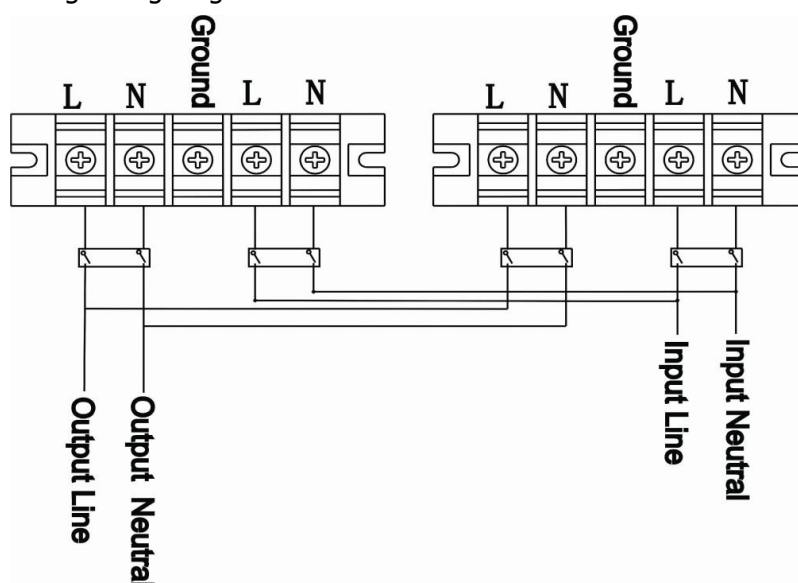 Ground
L N L N
Ground
L N L N
Output Line
Output Neutral
Input Line
Input Neutral